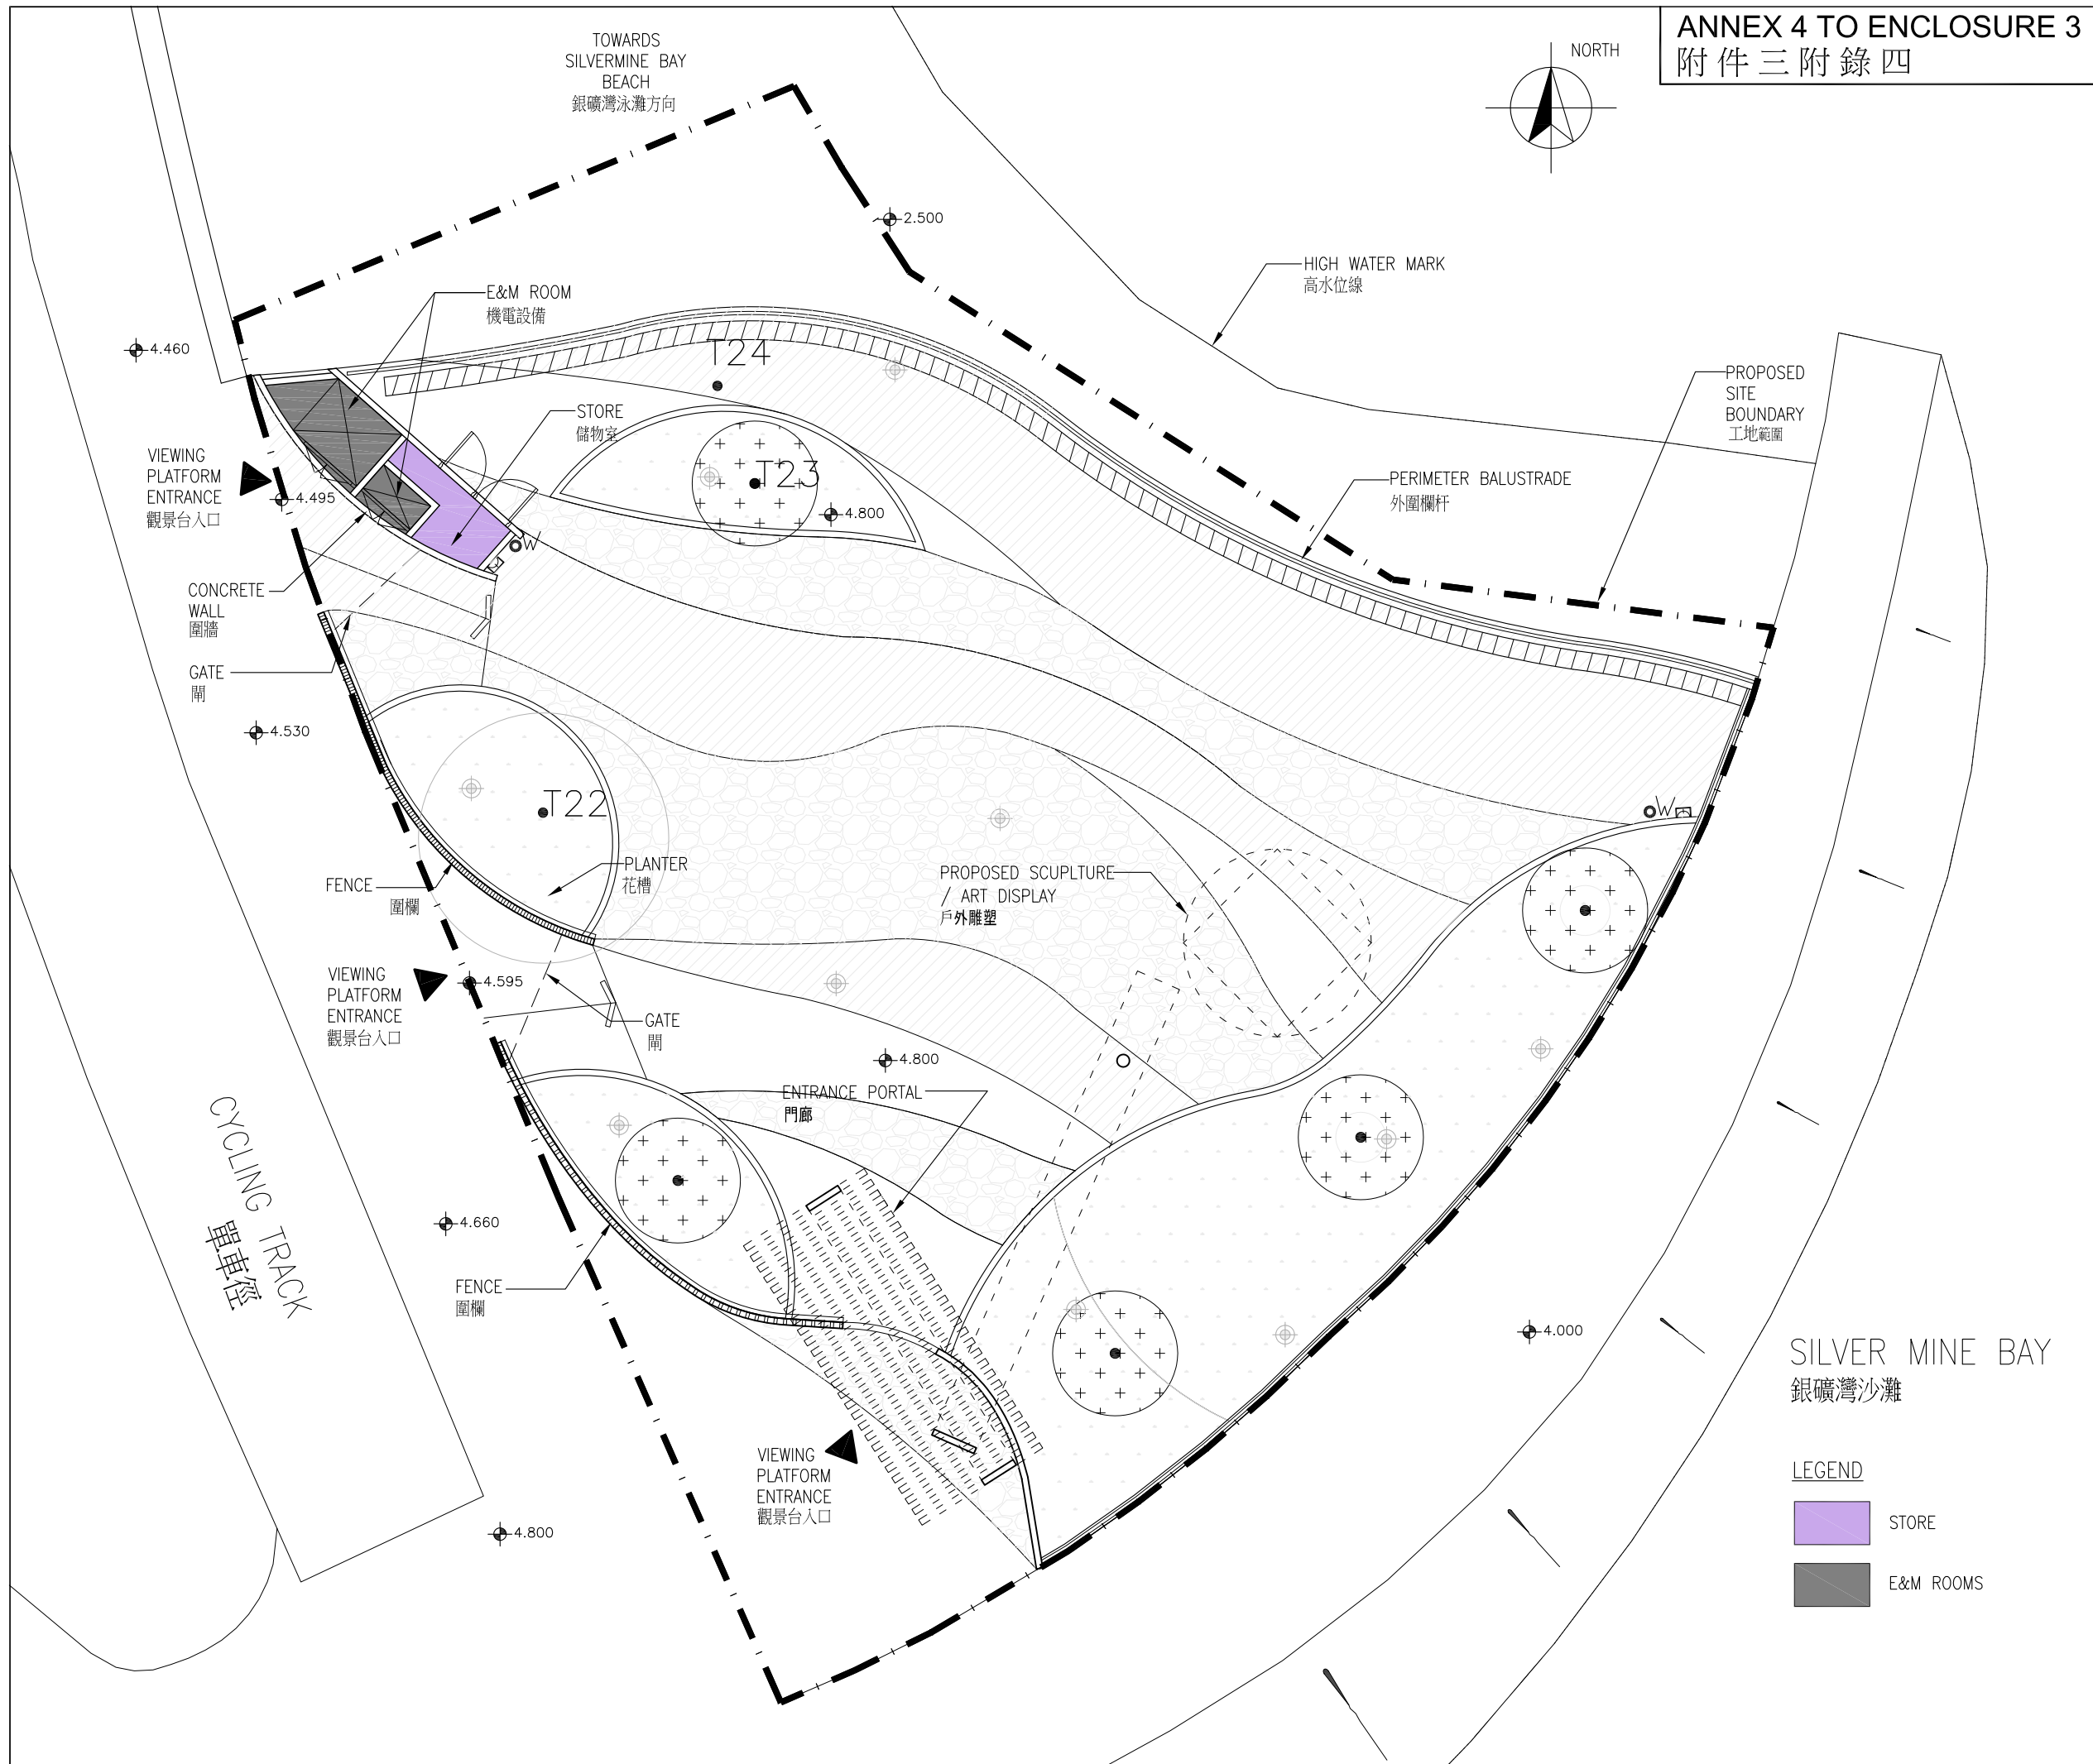 ANNEX 4 TO ENCLOSURE 3
附件三附錄四
NORTH
TOWARDS
SILVERMINE BAY
BEACH
銀礦灣泳灘方向
2.500
HIGH WATER MARK
高水位線
E&M ROOM
機電設備
4.460
T24
PROPOSED
SITE
BOUNDARY
工地範圍
STORE
儲物室
VIEWING
PLATFORM
ENTRANCE
觀景台入口
4.495
T23
4.800
PERIMETER BALUSTRADE
外圍欄杆
W
CONCRETE
WALL
圍牆
GATE
閘
4.530
T22
W
PLANTER
花槽
FENCE
圍欄
PROPOSED SCUPLTURE
/ ART DISPLAY
戶外雕塑
VIEWING
PLATFORM
ENTRANCE
觀景台入口
4.595
GATE
閘
4.800
ENTRANCE PORTAL
門廊
CYCLING TRACK
單車徑
4.660
FENCE
圍欄
4.000
SILVER MINE BAY
銀礦灣沙灘
VIEWING
PLATFORM
ENTRANCE
觀景台入口
4.800
LEGEND
STORE
E&M ROOMS